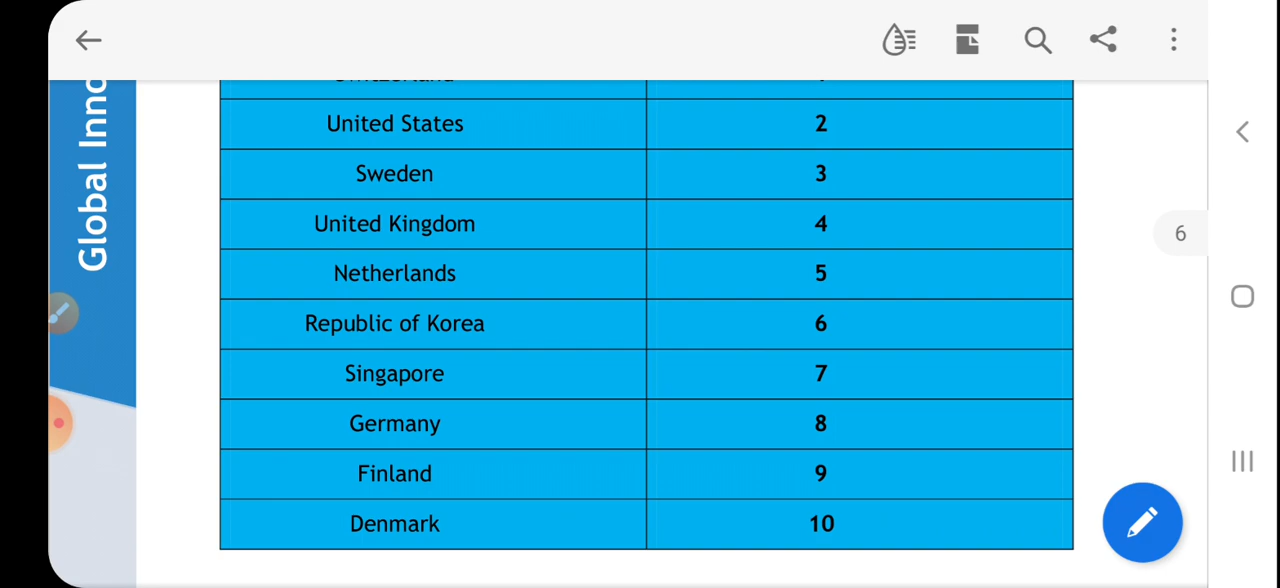 Global Inno
United States 2
Sweden 3
United Kingdom 4
Netherlands 5
Republic of Korea 6
Singapore 7
Germany 8
Finland 9
Denmark 10
6